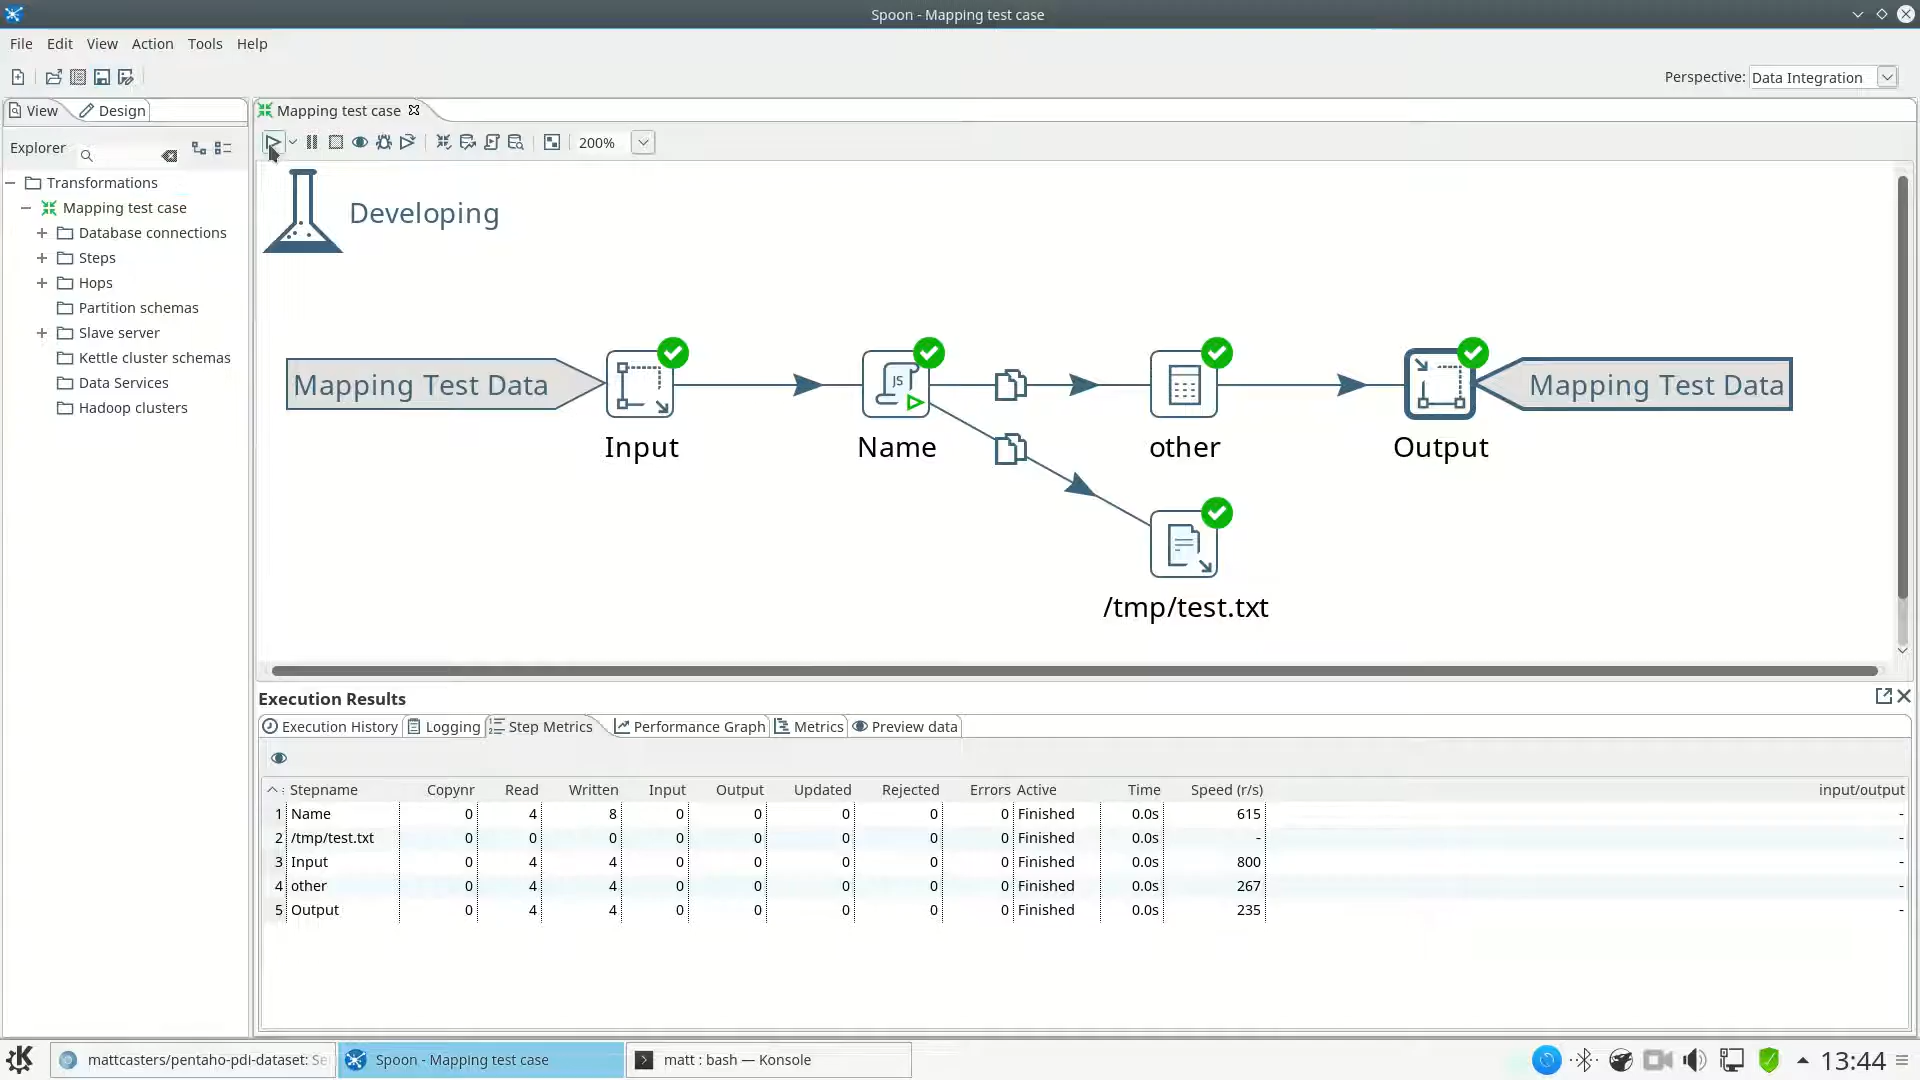 Spoon - Mapping test case
File Edit View Action Tools Help
Perspective: Data Integration
View Design
Mapping test case
200%
Explorer
Transformations
Mapping test case
Database connections
Steps
Hops
Partition schemas
Slave server
Kettle cluster schemas
Data Services
Hadoop clusters
Developing
Mapping Test Data
JS
Mapping Test Data
Input
Name
other
Output
/tmp/test.txt
Execution Results
Execution History Logging Step Metrics Performance Graph Metrics Preview data
Stepname Copynr Read Written Input Output Updated Rejected Errors Active Time Speed (r/s) input/output
1 Name 0 4 8 0 0 0 0 0 Finished 0.0s 615 -
2 /tmp/test.txt 0 0 0 0 0 0 0 0 Finished 0.0s - -
3 Input 0 4 4 0 0 0 0 0 Finished 0.0s 800 -
4 other 0 4 4 0 0 0 0 0 Finished 0.0s 267 -
5 Output 0 4 4 0 0 0 0 0 Finished 0.0s 235 -
mattcasters/pentaho-pdi-dataset: Se
Spoon - Mapping test case
matt : bash — Konsole
13:44